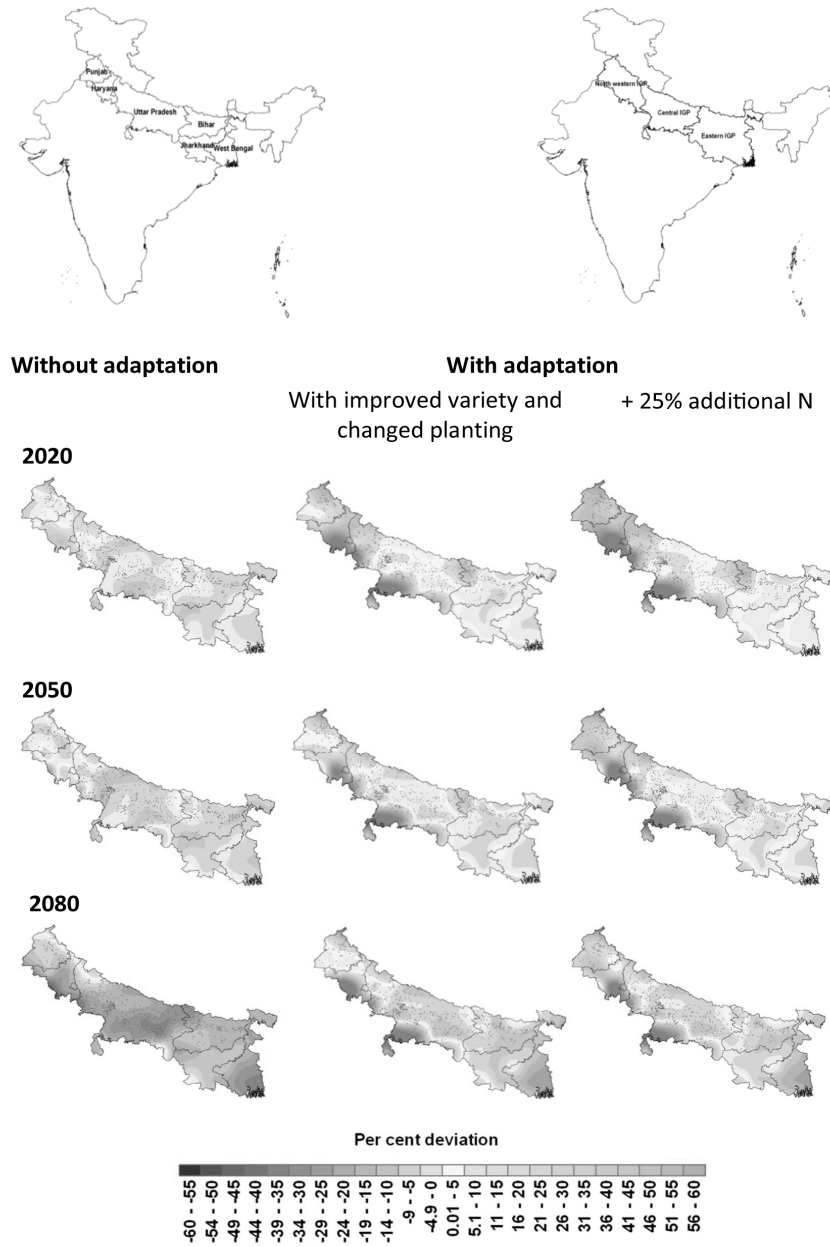 Punjab
Haryana
Uttar Pradesh
Bihar
Jharkhand
West Bengal
North western IGP
Central IGP
Eastern IGP
Without adaptation
With adaptation
With improved variety and
changed planting
+ 25% additional N
2020
2050
2080
Per cent deviation
-60 - -55
-54 - -50
-49 - -45
-44 - -40
-39 - -35
-34 - -30
-29 - -25
-24 - -20
-19 - -15
-14 - -10
-9 - -5
-4.9 - 0
0.01 - 5
5.1 - 10
11 - 15
16 - 20
21 - 25
26 - 30
31 - 35
36 - 40
41 - 45
46 - 50
51 - 55
56 - 60